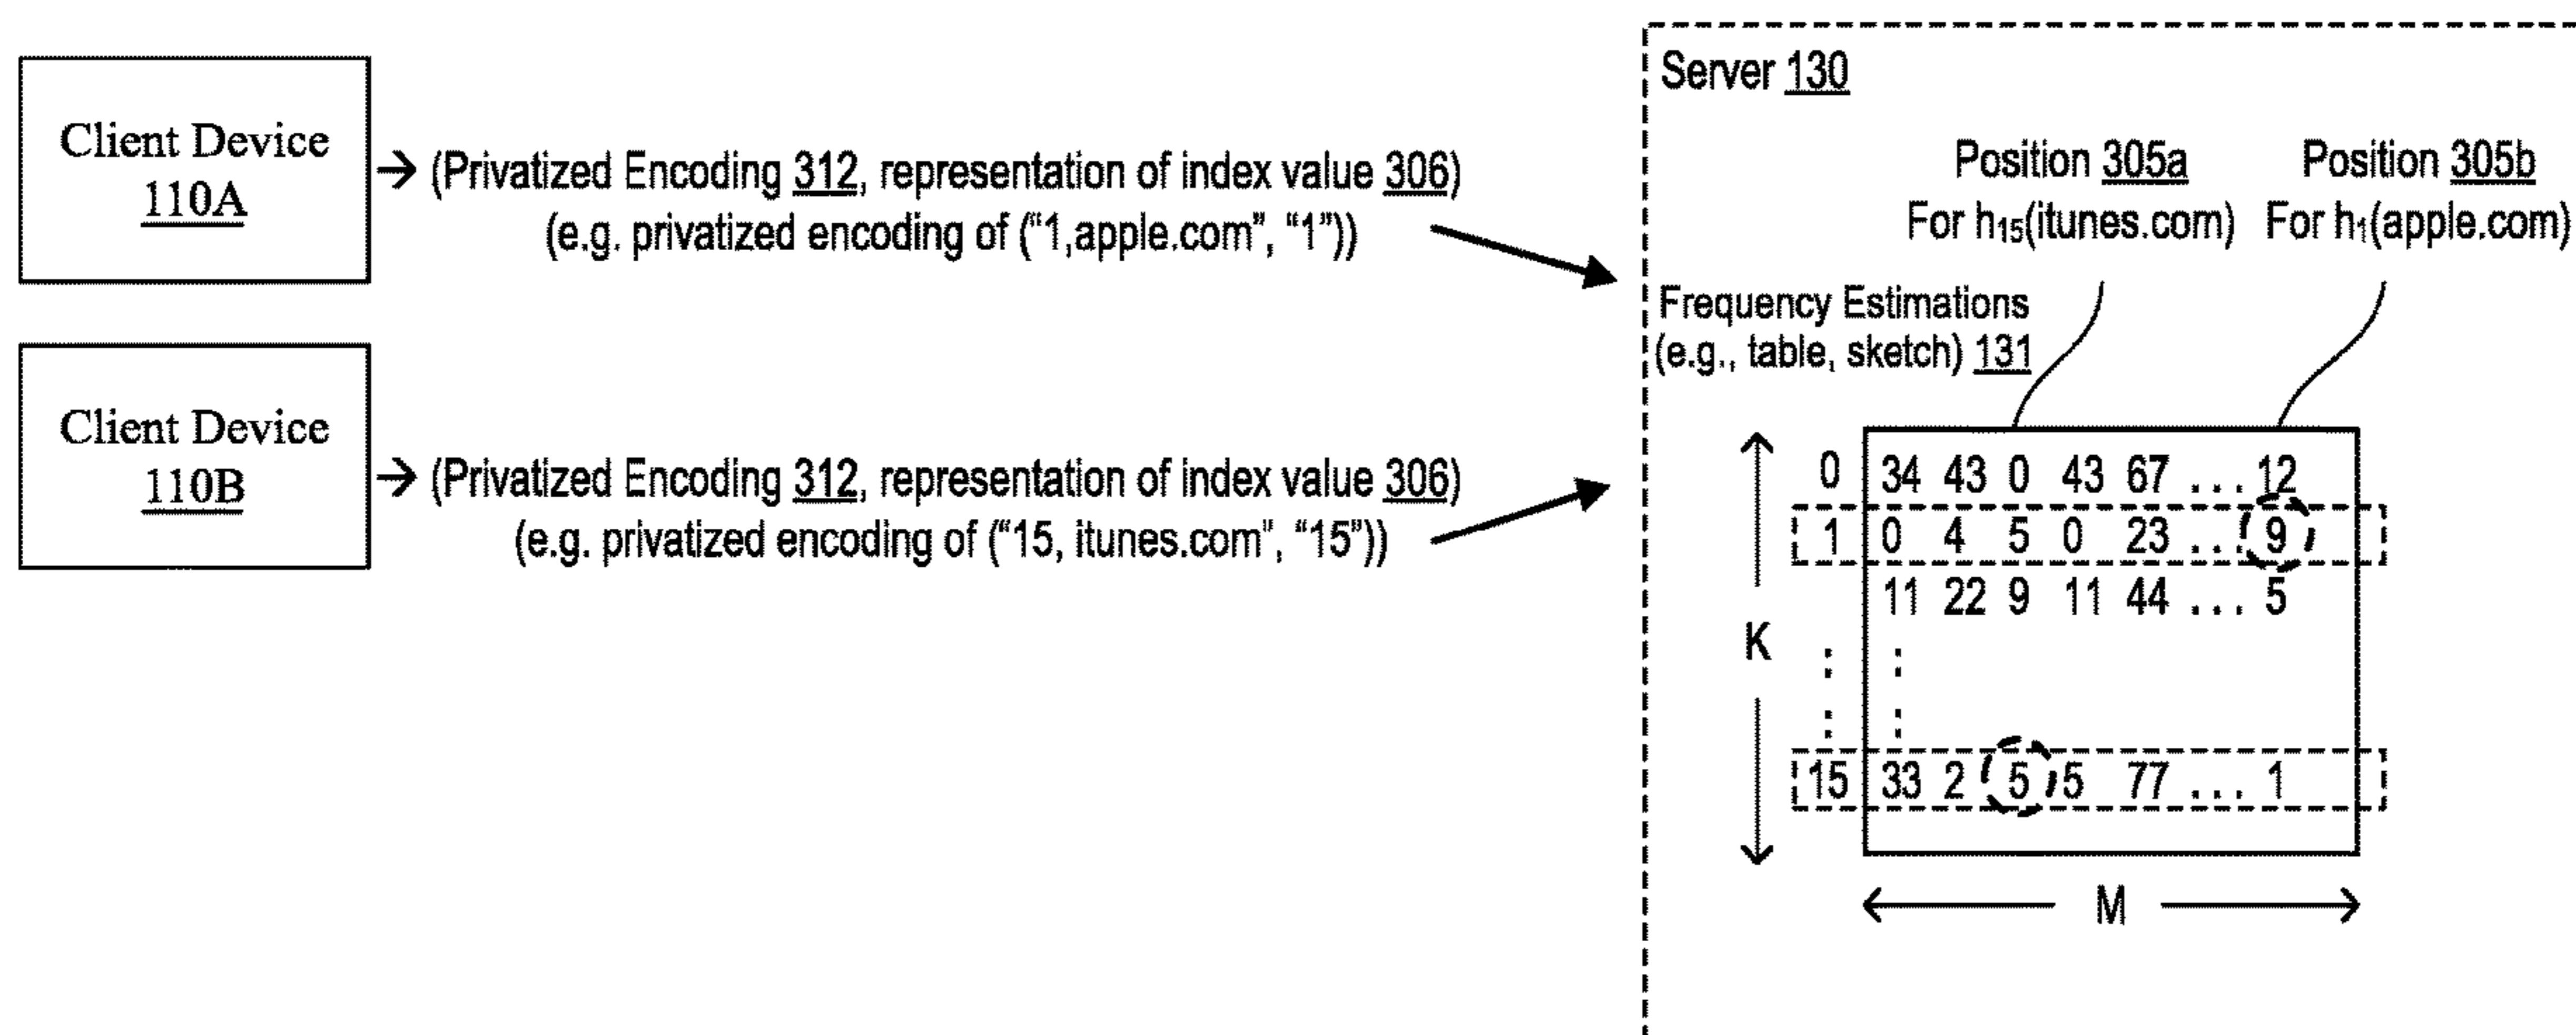 Client Device
110A
→ (Privatized Encoding 312, representation of index value 306)
(e.g. privatized encoding of (“1,apple.com”, “1”))
Client Device
110B
→ (Privatized Encoding 312, representation of index value 306)
(e.g. privatized encoding of (“15, itunes.com”, “15”))
Server 130
Position 305a
For h₁₅(itunes.com)
Position 305b
For h₁(apple.com)
Frequency Estimations
(e.g., table, sketch) 131
K
0 34 43 0 43 67 ... 12
1 0 4 5 0 23 ... 9
11 22 9 11 44 ... 5
: :
: :
15 33 2 5 5 77 ... 1
M